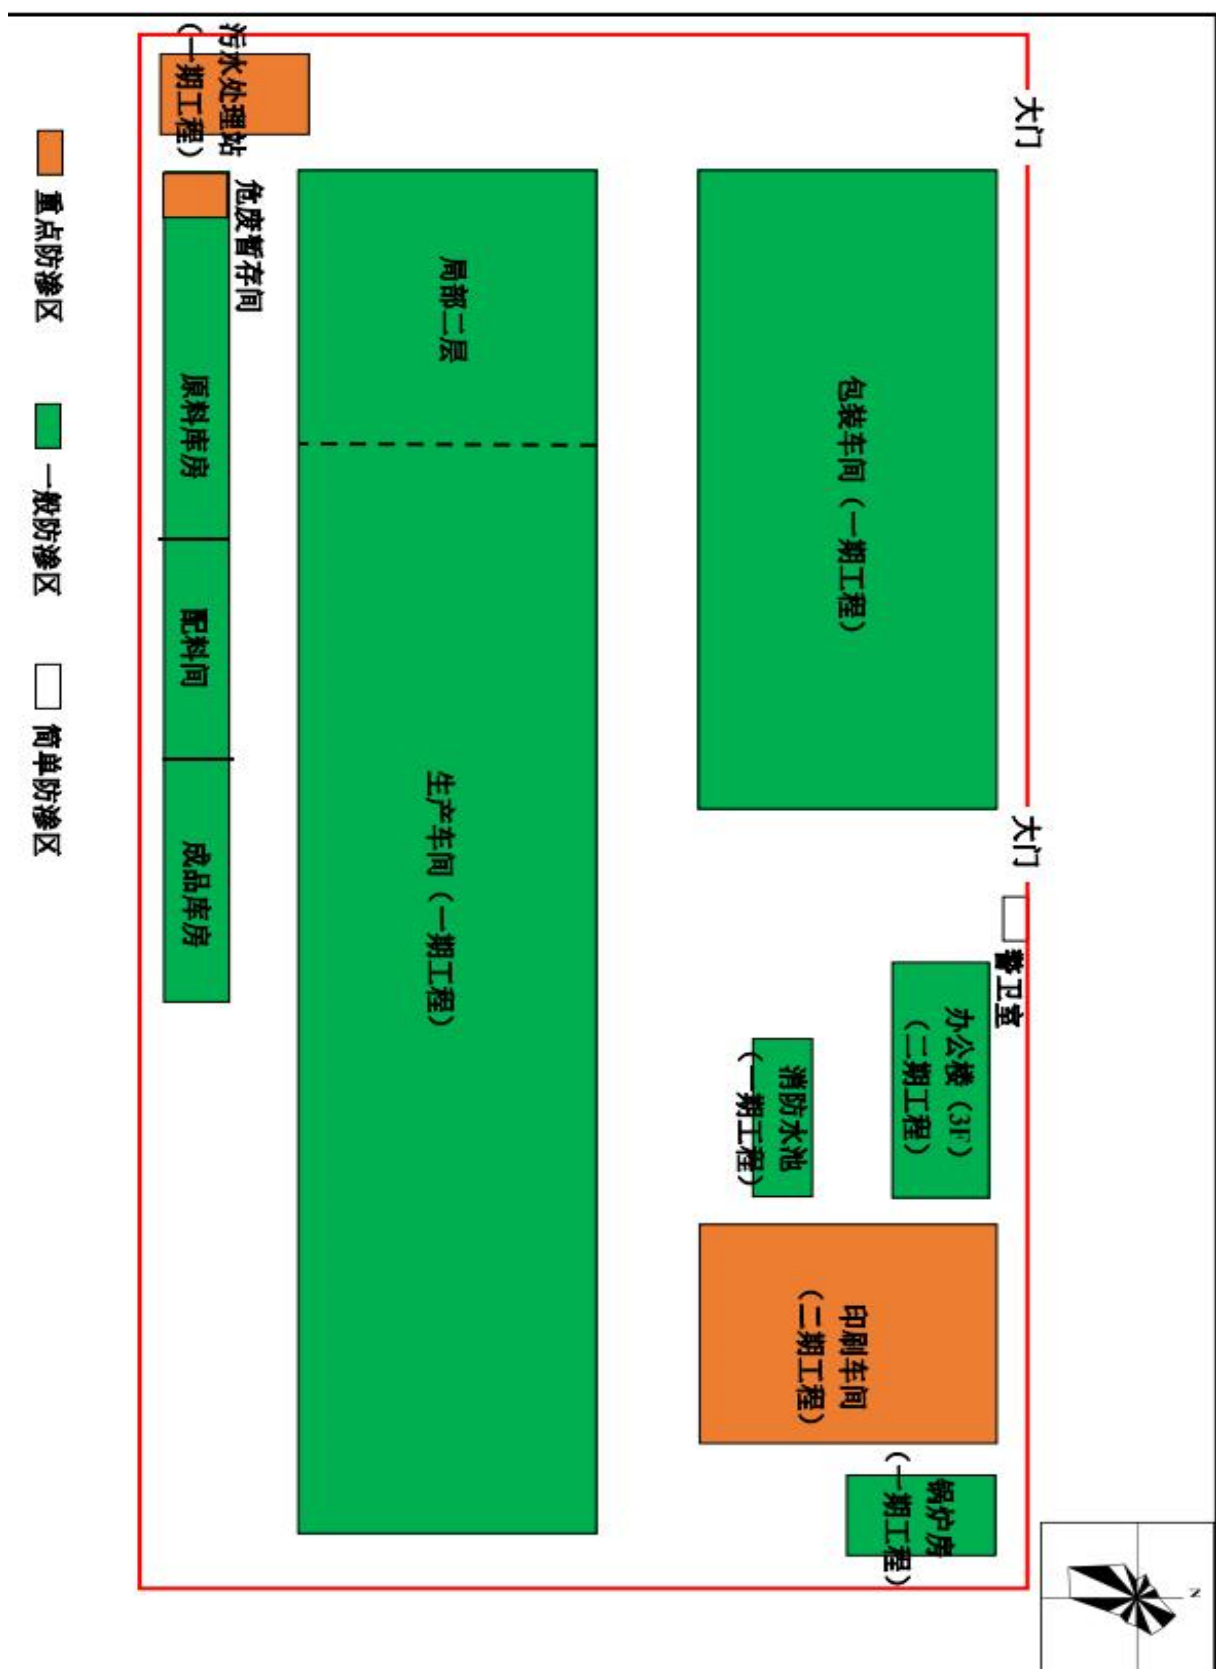 大门
大门
警卫室
包装车间（一期工程）
办公楼（3F）
（二期工程）
消防水池
（一期工程）
印刷车间
（二期工程）
锅炉房
（一期工程）
N
局部二层
生产车间（一期工程）
污水处理站
（一期工程）
危废暂存间
原料库房
配料间
成品库房
重点防渗区
一般防渗区
简单防渗区